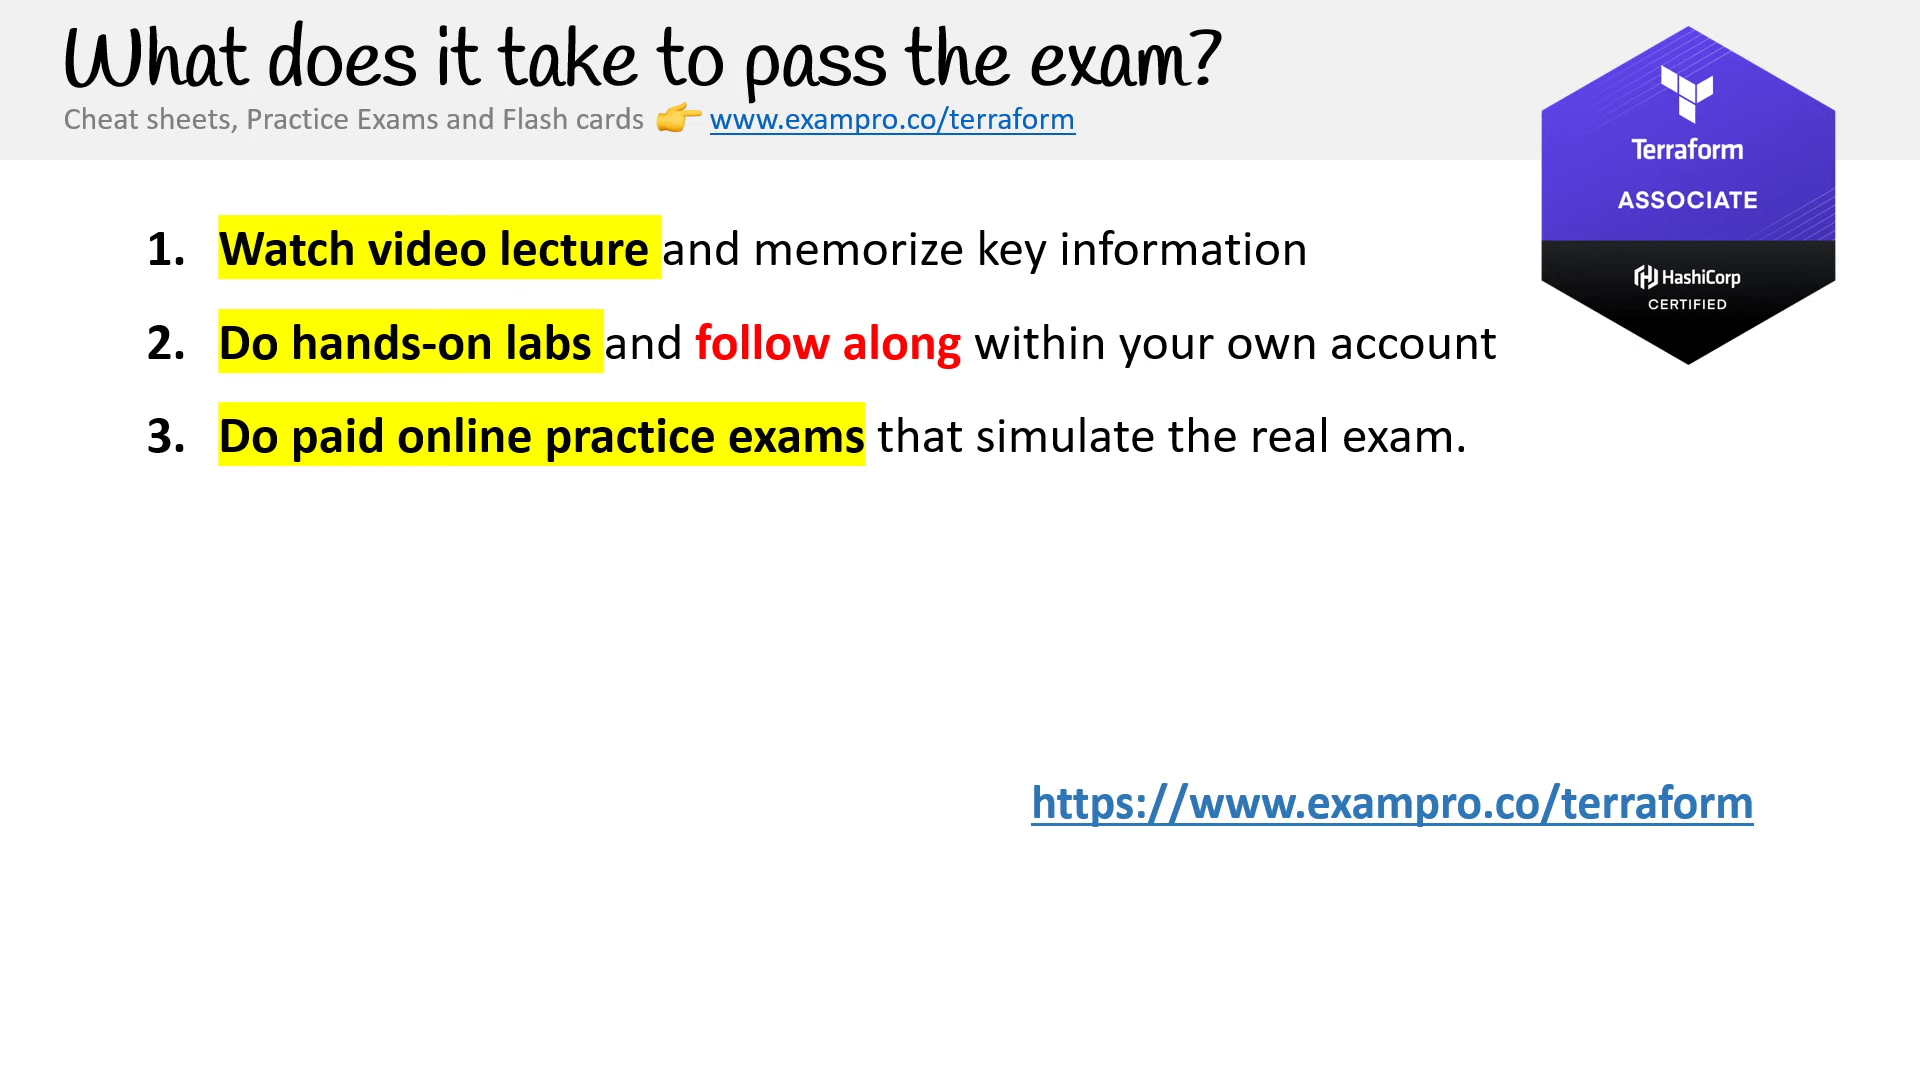 What does it take to pass the exam?
Cheat sheets, Practice Exams and Flash cards 👉 www.exampro.co/terraform
Terraform
ASSOCIATE
HashiCorp
CERTIFIED
1. Watch video lecture and memorize key information
2. Do hands-on labs and follow along within your own account
3. Do paid online practice exams that simulate the real exam.
https://www.exampro.co/terraform